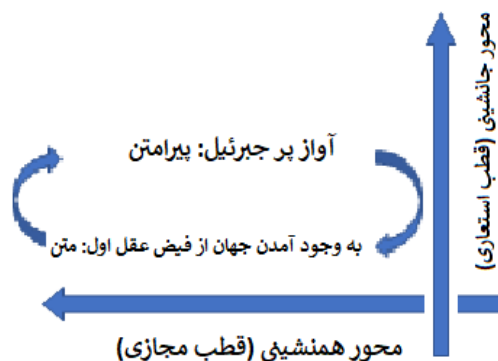 محور جانشینی (قطب استعاری)
آواز پر جبرئیل: پیرامتن
به وجود آمدن جهان از فیض عقل اول: متن
محور همنشینی (قطب مجازی)